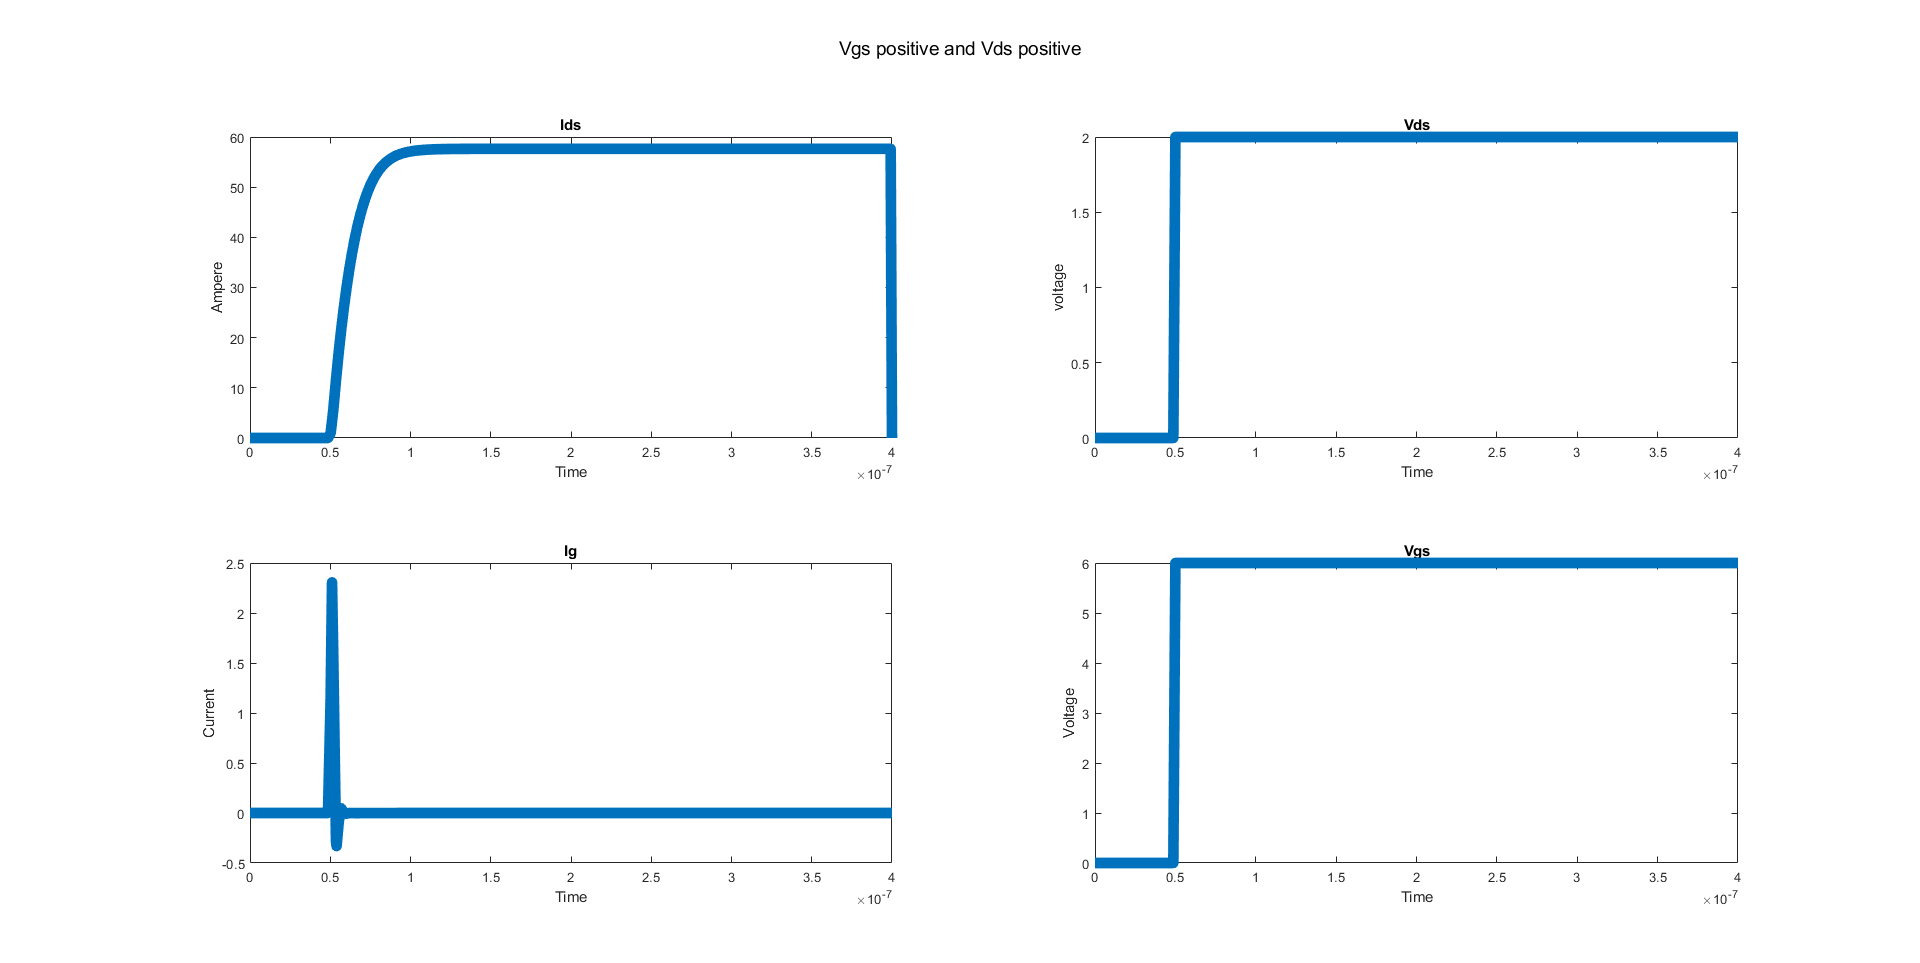 Vgs positive and Vds positive
Ids
60
50
40
30
20
10
0
Ampere
0 0.5 1 1.5 2 2.5 3 3.5 4
Time
×10-7
Vds
2
1.5
1
0.5
0
voltage
0 0.5 1 1.5 2 2.5 3 3.5 4
Time
×10-7
Ig
2.5
2
1.5
1
0.5
0
-0.5
Current
0 0.5 1 1.5 2 2.5 3 3.5 4
Time
×10-7
Vgs
6
5
4
3
2
1
0
Voltage
0 0.5 1 1.5 2 2.5 3 3.5 4
Time
×10-7